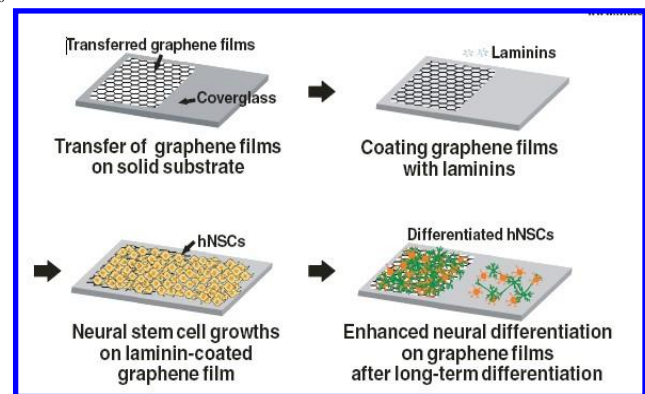 Transferred graphene films
Coverglass
Transfer of graphene films
on solid substrate
Laminins
Coating graphene films
with laminins
hNSCs
Neural stem cell growths
on laminin-coated
graphene film
Differentiated hNSCs
Enhanced neural differentiation
on graphene films
after long-term differentiation